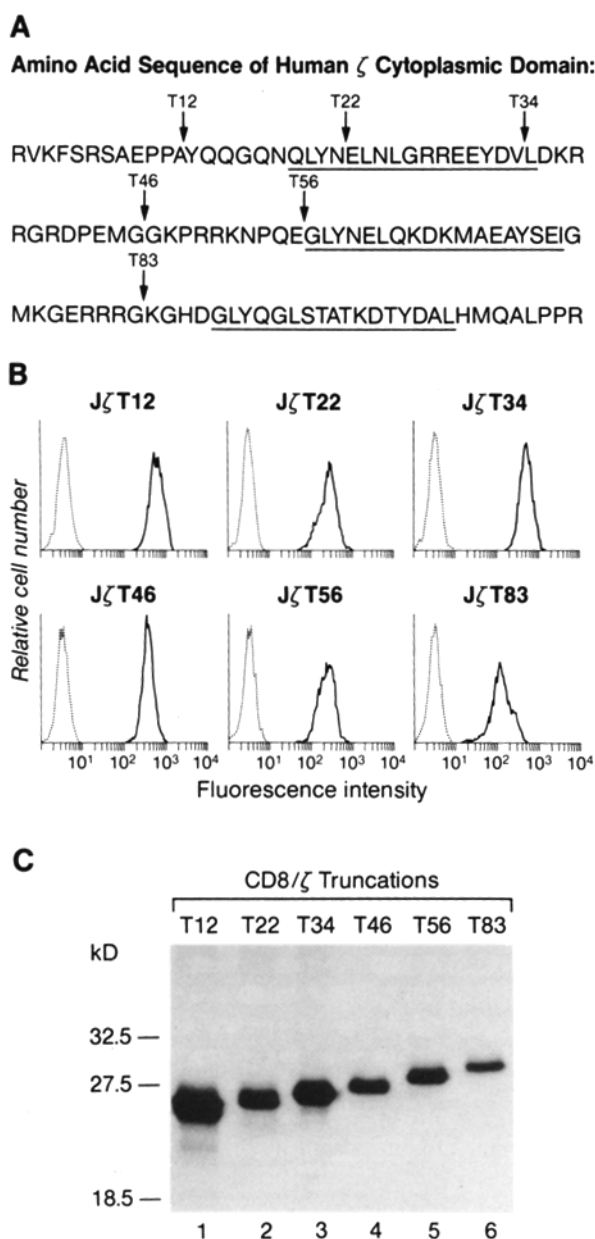 A
Amino Acid Sequence of Human ζ Cytoplasmic Domain:
T12 T22 T34
RVKFSRSAEPPAYQQGQNQLYNELNLGRREEYDVLDKR
T46 T56
RGRDPEMGGKPRRKNPQEGLYNELQKDKMAEAYSEIG
T83
MKGERRRGKGHDGLYQGLSTATKDTYDALHMQALPPR
B
JζT12 JζT22 JζT34
JζT46 JζT56 JζT83
Relative cell number
10¹ 10² 10³ 10⁴ 10¹ 10² 10³ 10⁴ 10¹ 10² 10³ 10⁴
Fluorescence intensity
C
CD8/ζ Truncations
T12 T22 T34 T46 T56 T83
kD
32.5
27.5
18.5
1 2 3 4 5 6